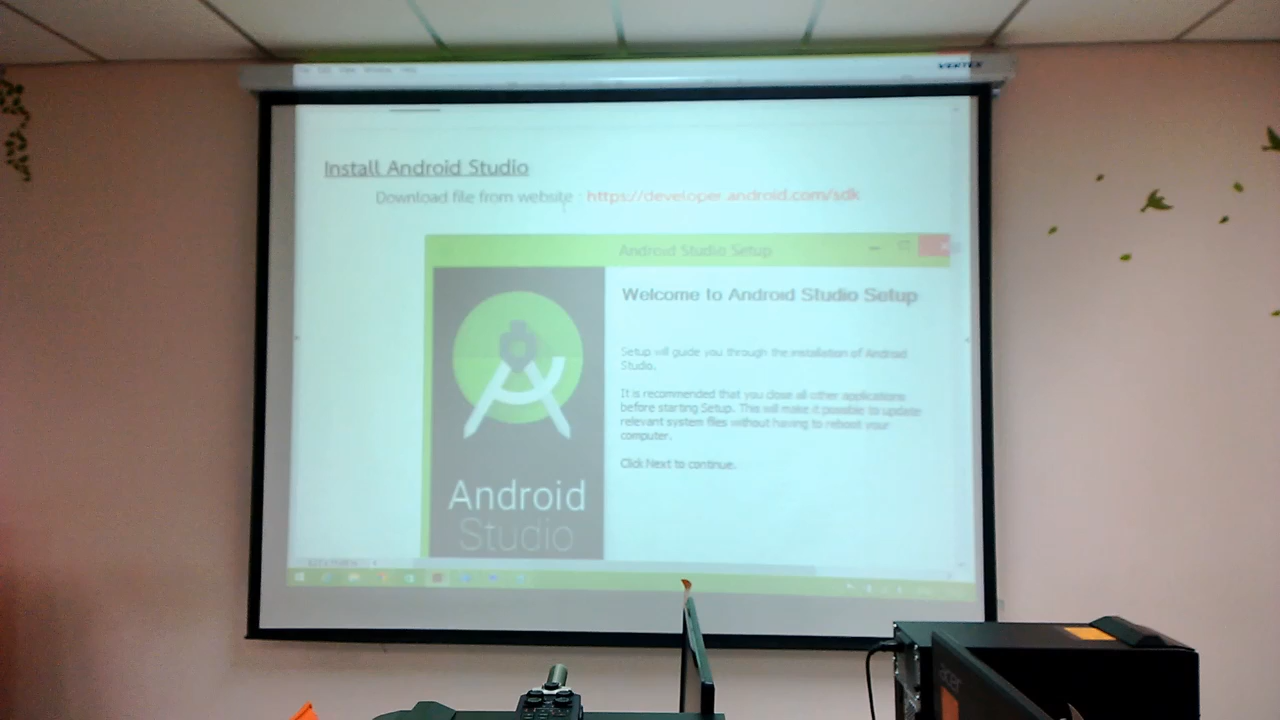 VERTEX
Install Android Studio
Download file from website : https://developer.android.com/sdk
Android Studio Setup
Welcome to Android Studio Setup
Setup will guide you through the installation of Android
Studio.
It is recommended that you close all other applications
before starting Setup. This will make it possible to update
relevant system files without having to reboot your
computer.
Click Next to continue.
Android
Studio
acer